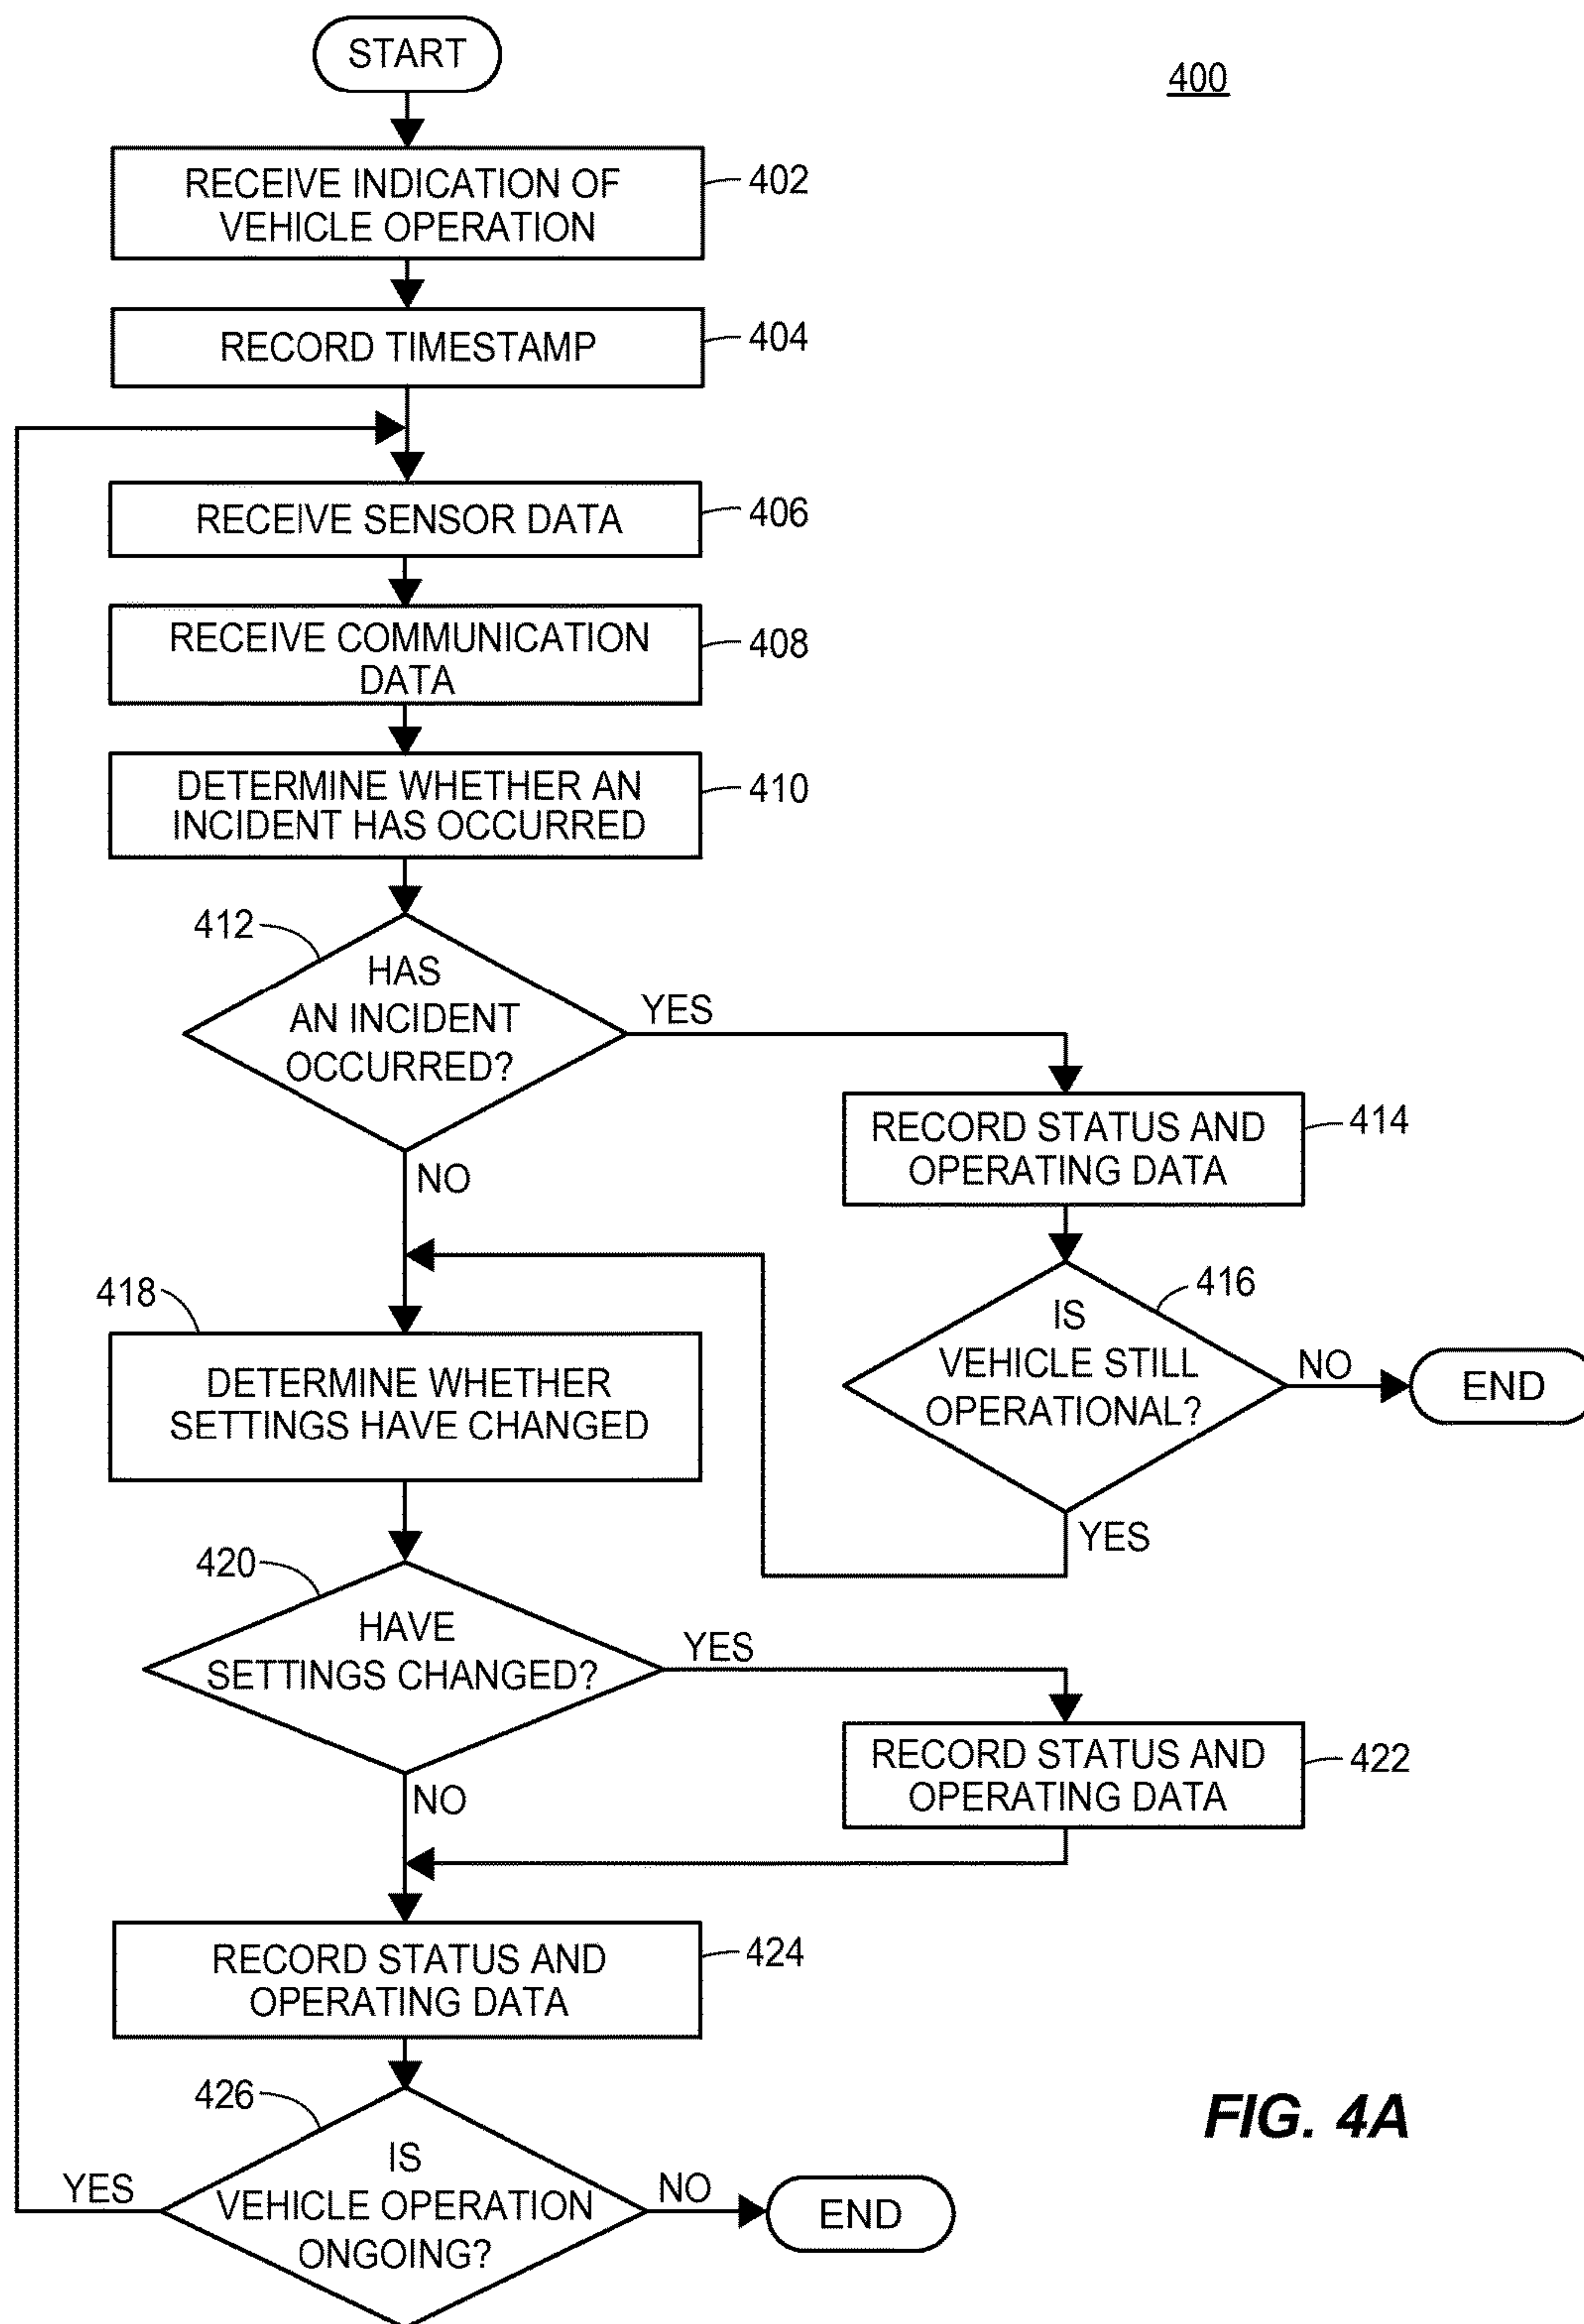 START
400
RECEIVE INDICATION OF
VEHICLE OPERATION
402
RECORD TIMESTAMP
404
RECEIVE SENSOR DATA
406
RECEIVE COMMUNICATION
DATA
408
DETERMINE WHETHER AN
INCIDENT HAS OCCURRED
410
412
HAS
AN INCIDENT
OCCURRED?
YES
NO
RECORD STATUS AND
OPERATING DATA
414
416
IS
VEHICLE STILL
OPERATIONAL?
NO
END
YES
418
DETERMINE WHETHER
SETTINGS HAVE CHANGED
420
HAVE
SETTINGS CHANGED?
YES
NO
RECORD STATUS AND
OPERATING DATA
422
RECORD STATUS AND
OPERATING DATA
424
426
IS
VEHICLE OPERATION
ONGOING?
YES
NO
END
FIG. 4A